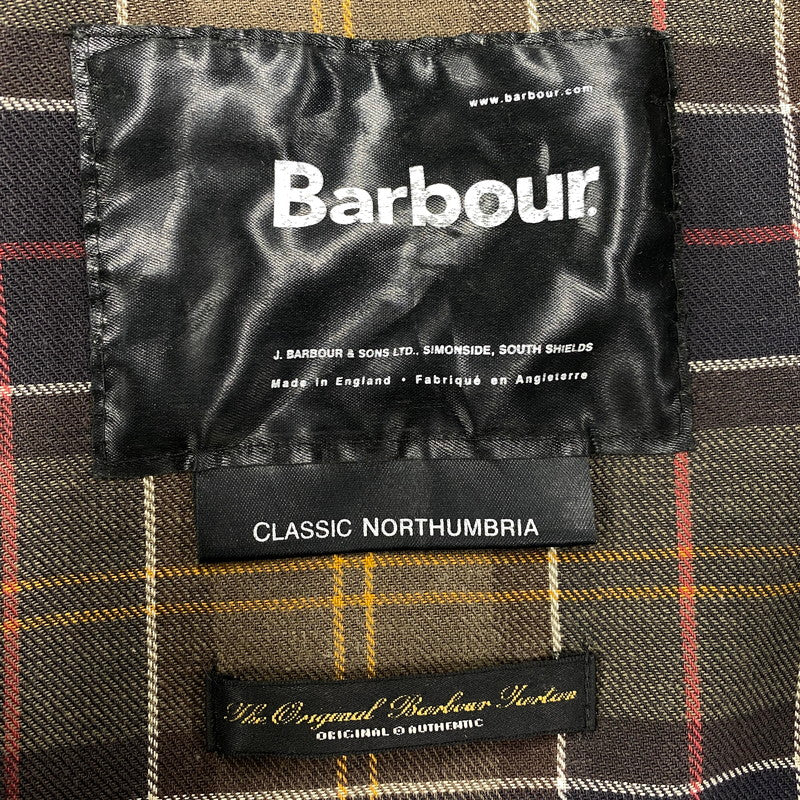 www.barbour.com
Barbour®
J. BARBOUR & SONS LTD., SIMONSIDE, SOUTH SHIELDS
Made in England • Fabriqué en Angleterre
CLASSIC NORTHUMBRIA
The Original Barbour Tartan
ORIGINAL & AUTHENTIC